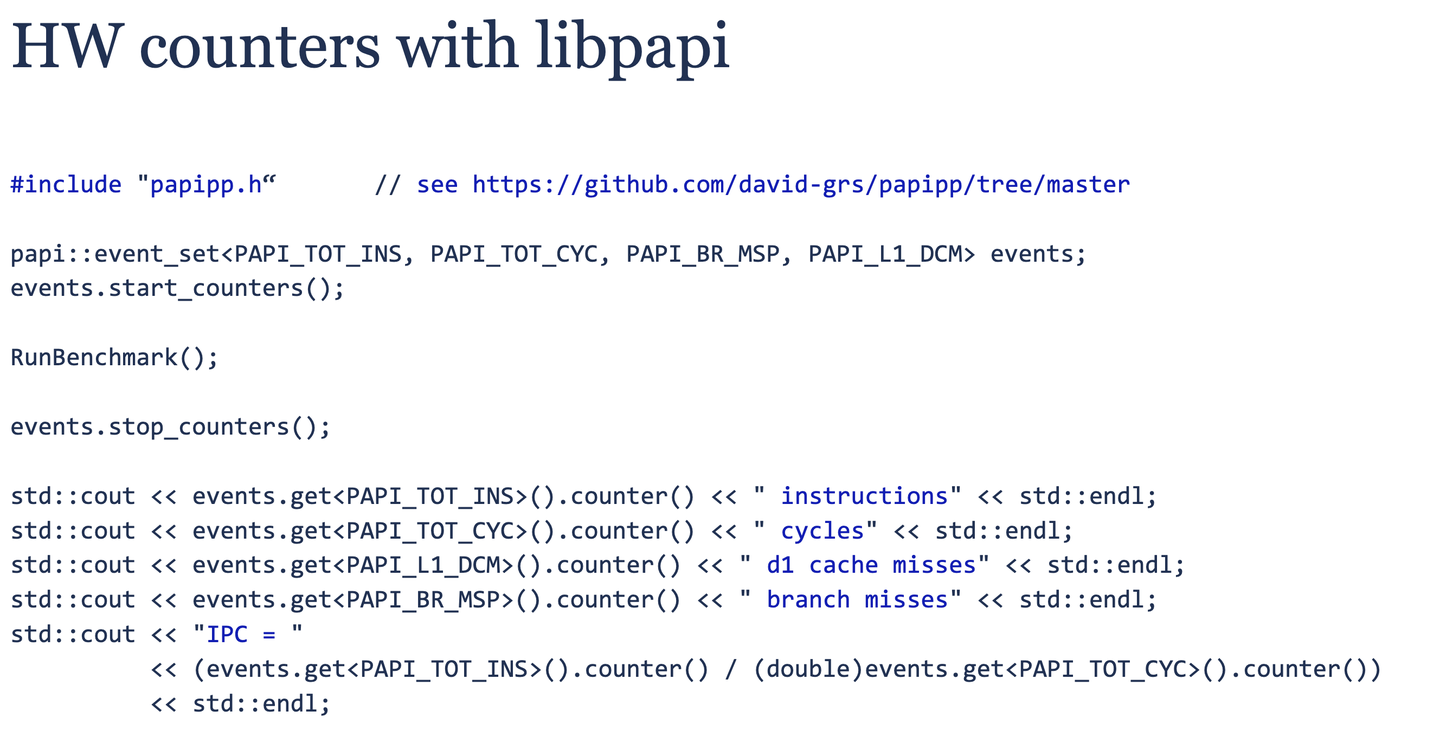 HW counters with libpapi
#include "papipp.h“       // see https://github.com/david-grs/papipp/tree/master
papi::event_set<PAPI_TOT_INS, PAPI_TOT_CYC, PAPI_BR_MSP, PAPI_L1_DCM> events;
events.start_counters();
RunBenchmark();
events.stop_counters();
std::cout << events.get<PAPI_TOT_INS>().counter() << " instructions" << std::endl;
std::cout << events.get<PAPI_TOT_CYC>().counter() << " cycles" << std::endl;
std::cout << events.get<PAPI_L1_DCM>().counter() << " d1 cache misses" << std::endl;
std::cout << events.get<PAPI_BR_MSP>().counter() << " branch misses" << std::endl;
std::cout << "IPC = "
          << (events.get<PAPI_TOT_INS>().counter() / (double)events.get<PAPI_TOT_CYC>().counter())
          << std::endl;